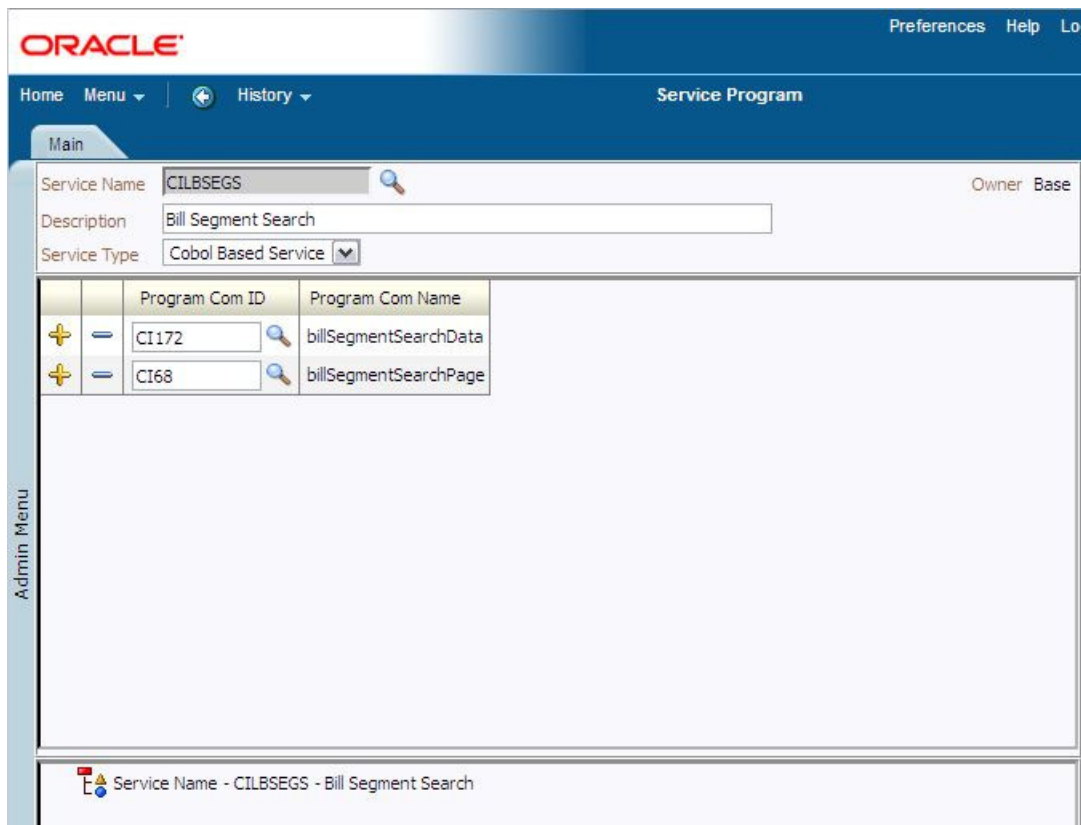 Preferences Help Lo
ORACLE
Home Menu History Service Program
Main
Service Name CILBSEGS Owner Base
Description Bill Segment Search
Service Type Cobol Based Service
Program Com ID Program Com Name
CI172 billSegmentSearchData
CI68 billSegmentSearchPage
Admin Menu
Service Name - CILBSEGS - Bill Segment Search